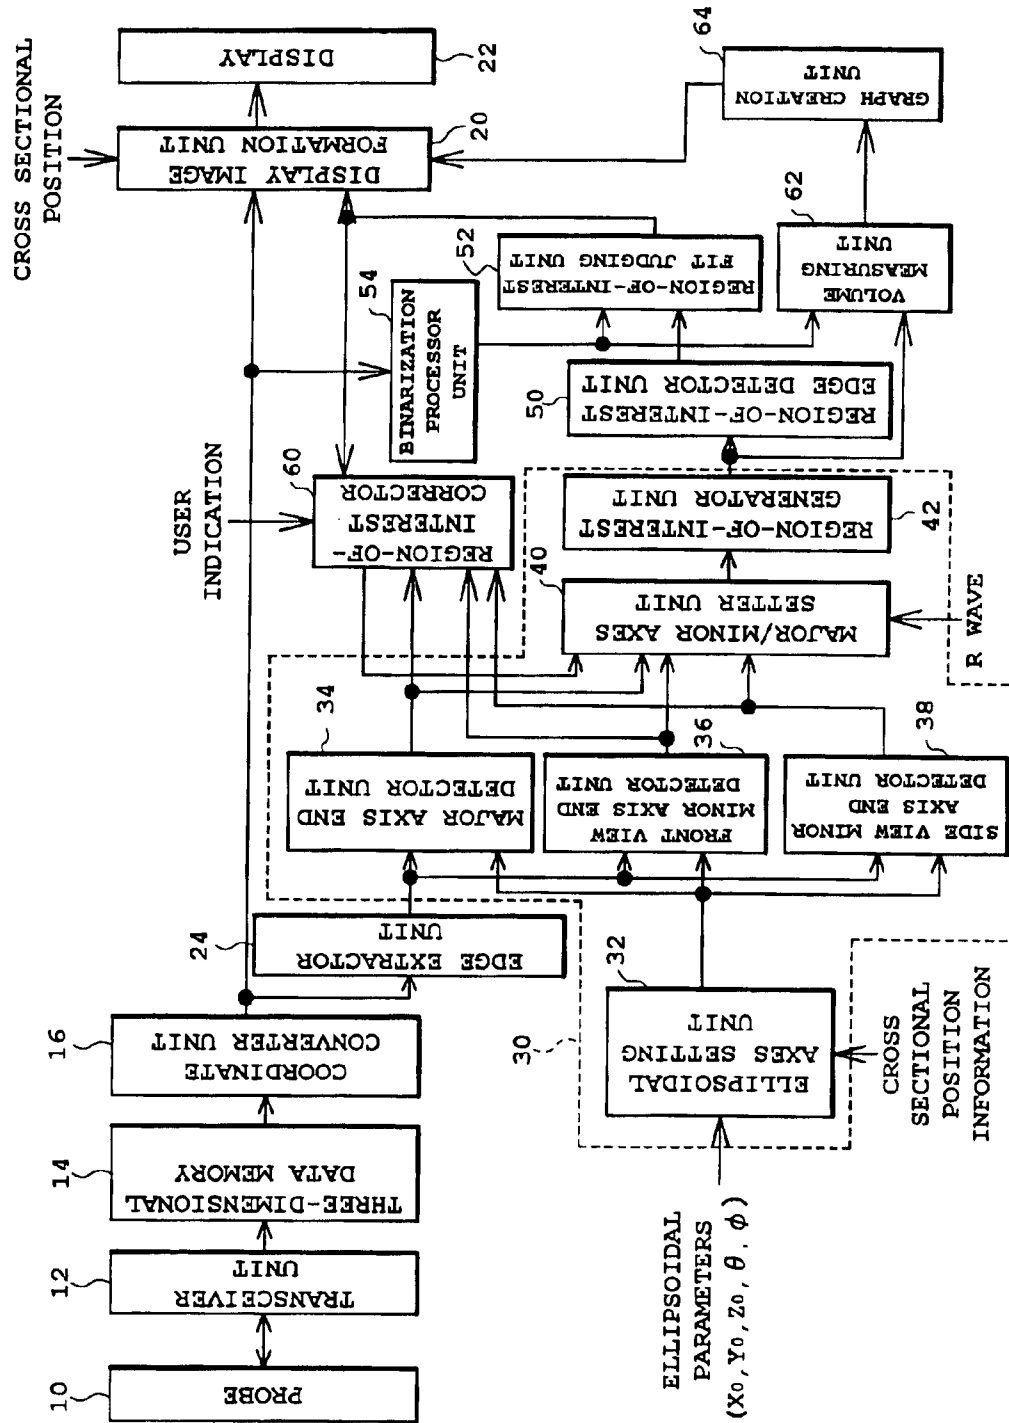 PROBE
10
TRANSCEIVER
UNIT
12
THREE-DIMENSIONAL
DATA MEMORY
14
COORDINATE
CONVERTER UNIT
16
EDGE EXTRACTOR
UNIT
24
CROSS SECTIONAL
POSITION
DISPLAY IMAGE
FORMATION UNIT
20
DISPLAY
22
USER
INDICATION
REGION-OF-
INTEREST
CORRECTOR
60
BINARIZATION
PROCESSOR
UNIT
54
REGION-OF-INTEREST
FIT JUDGING UNIT
52
REGION-OF-INTEREST
EDGE DETECTOR UNIT
50
VOLUME
MEASURING
UNIT
62
GRAPH CREATION
UNIT
64
30
ELLIPSOIDAL
AXES SETTING
UNIT
32
MAJOR AXIS END
DETECTOR UNIT
34
FRONT VIEW
MINOR AXIS END
DETECTOR UNIT
36
SIDE VIEW MINOR
AXIS END
DETECTOR UNIT
38
MAJOR/MINOR AXES
SETTER UNIT
40
REGION-OF-INTEREST
GENERATOR UNIT
42
R WAVE
ELLIPSOIDAL
PARAMETERS
(X0, Y0, Z0, θ, φ)
CROSS
SECTIONAL
POSITION
INFORMATION